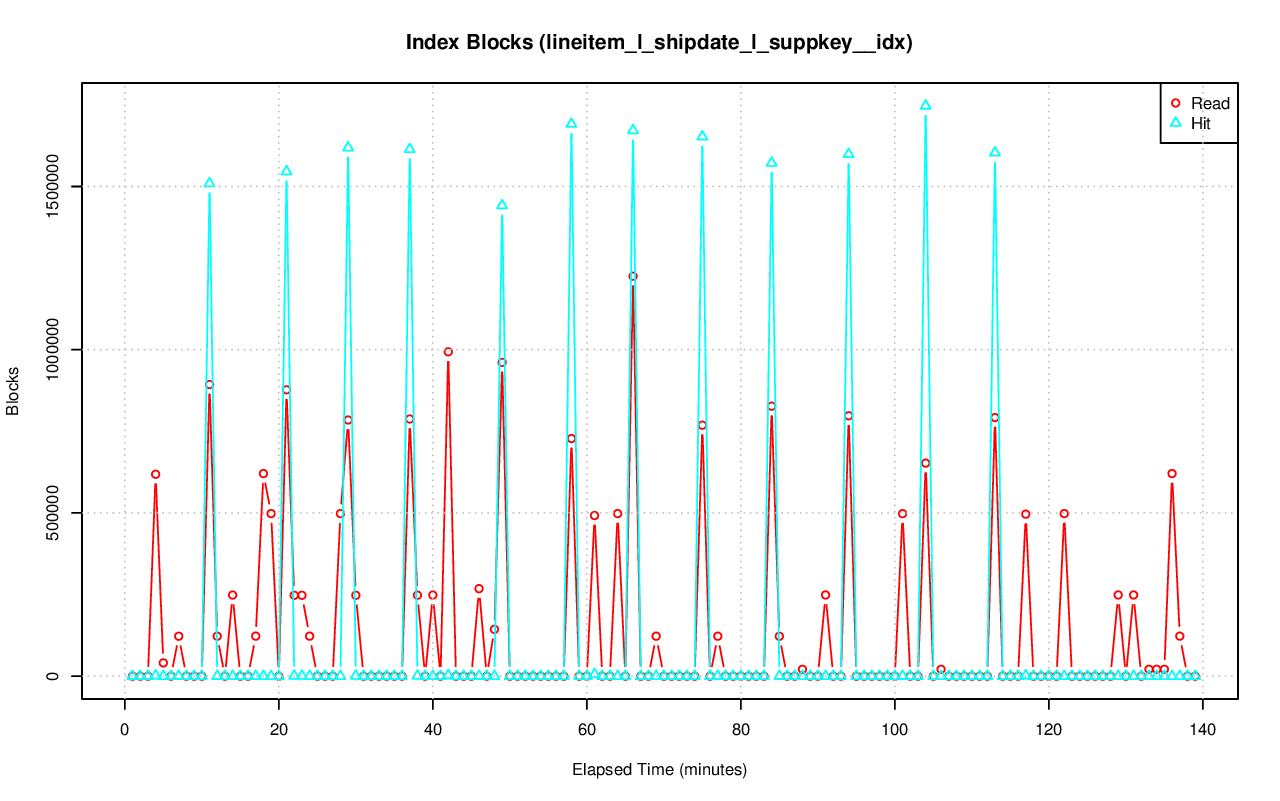 Index Blocks (lineitem_l_shipdate_l_suppkey__idx)
Read
Hit
Blocks
1500000
1000000
500000
0
0 20 40 60 80 100 120 140
Elapsed Time (minutes)